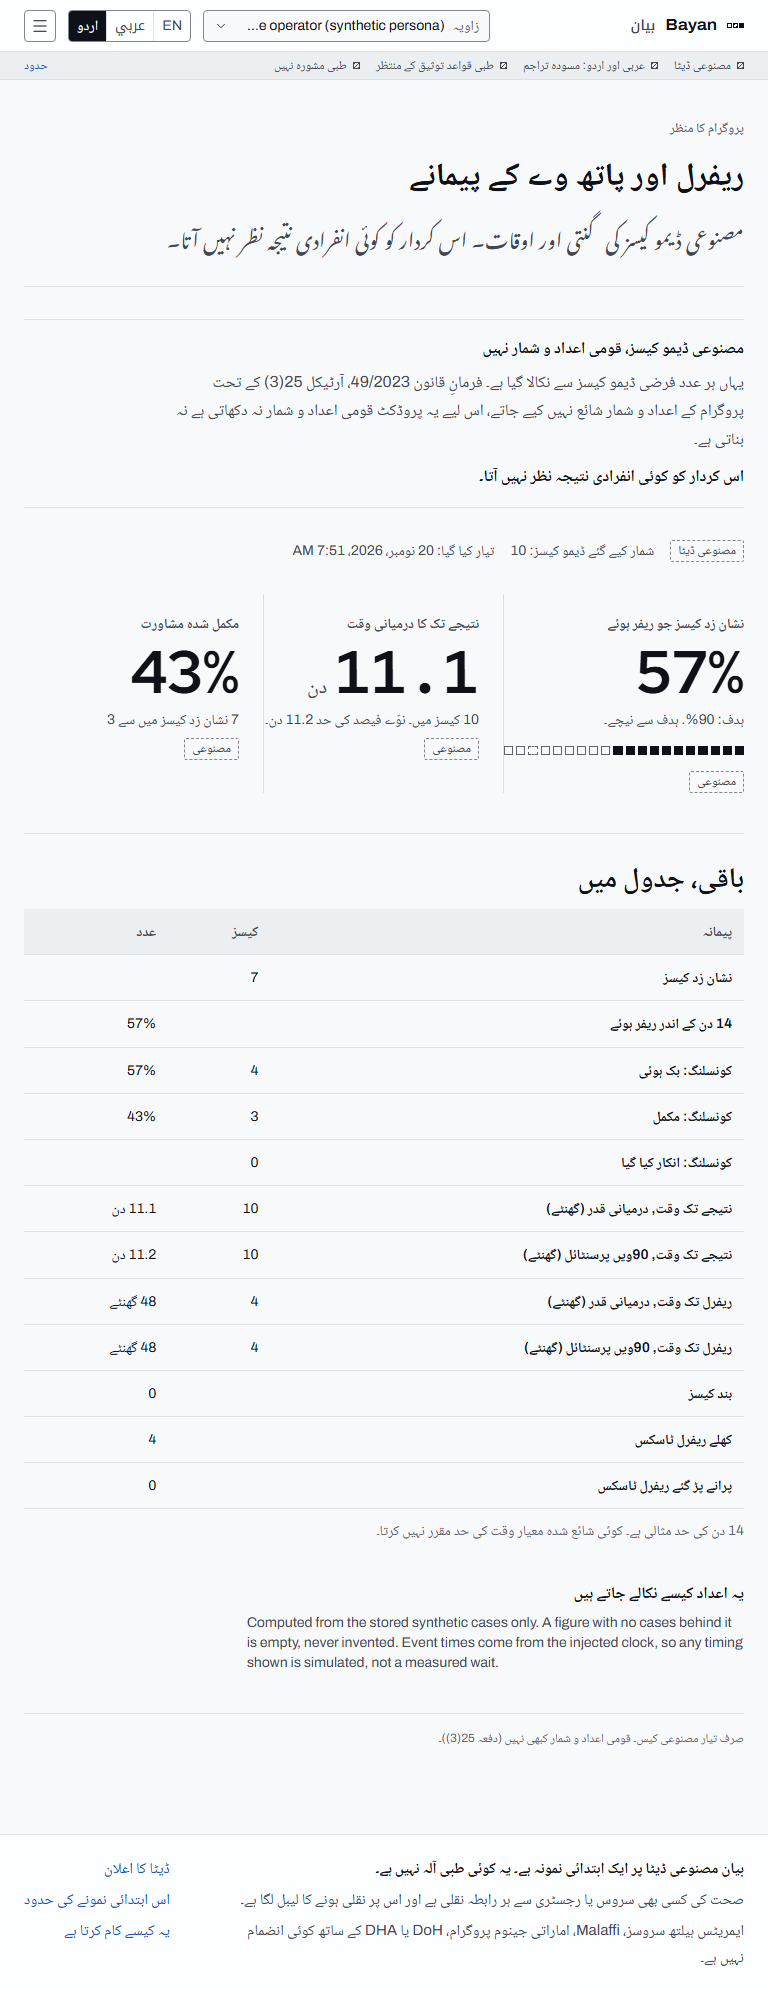 Bayan بيان
زاویہ ...e operator (synthetic persona)
EN عربي اردو
مصنوعی ڈیٹا
عربی اور اردو: مسودہ تراجم
طبی قواعد توثیق کے منتظر
طبی مشورہ نہیں
حدود
پروگرام کا منظر
ریفرل اور پاتھ وے کے پیمانے
مصنوعی ڈیمو کیسز کی گنتی اور اوقات۔ اس کردار کو کوئی انفرادی نتیجہ نظر نہیں آتا۔
مصنوعی ڈیمو کیسز، قومی اعداد و شمار نہیں
یہاں ہر عدد فرضی ڈیمو کیسز سے نکالا گیا ہے۔ فرمانِ قانون 49/2023، آرٹیکل 25(3) کے تحت
پروگرام کے اعداد و شمار شائع نہیں کیے جاتے، اس لیے یہ پروڈکٹ قومی اعداد و شمار نہ دکھاتی ہے نہ
بناتی ہے۔
اس کردار کو کوئی انفرادی نتیجہ نظر نہیں آتا۔
مصنوعی ڈیٹا شمار کیے گئے ڈیمو کیسز: 10 تیار کیا گیا: 20 نومبر، 2026، 7:51 AM
نشان زد کیسز جو ریفر ہوئے
57%
ہدف: 90%. ہدف سے نیچے۔
مصنوعی
نتیجے تک کا درمیانی وقت
11.1 دن
10 کیسز میں۔ نوّے فیصد کی حد 11.2 دن۔
مصنوعی
مکمل شدہ مشاورت
43%
7 نشان زد کیسز میں سے 3
مصنوعی
باقی، جدول میں
پیمانہ کیسز عدد
نشان زد کیسز 7
14 دن کے اندر ریفر ہوئے 57%
کونسلنگ: بک ہوئی 4 57%
کونسلنگ: مکمل 3 43%
کونسلنگ: انکار کیا گیا 0
نتیجے تک وقت, درمیانی قدر (گھنٹے) 10 11.1 دن
نتیجے تک وقت, 90ویں پرسنٹائل (گھنٹے) 10 11.2 دن
ریفرل تک وقت, درمیانی قدر (گھنٹے) 4 48 گھنٹے
ریفرل تک وقت, 90ویں پرسنٹائل (گھنٹے) 4 48 گھنٹے
بند کیسز 0
کھلے ریفرل ٹاسکس 4
پرانے پڑ گئے ریفرل ٹاسکس 0
14 دن کی حد مثالی ہے۔ کوئی شائع شدہ معیار وقت کی حد مقرر نہیں کرتا۔
یہ اعداد کیسے نکالے جاتے ہیں
Computed from the stored synthetic cases only. A figure with no cases behind it
is empty, never invented. Event times come from the injected clock, so any timing
shown is simulated, not a measured wait.
صرف تیار مصنوعی کیس۔ قومی اعداد و شمار کبھی نہیں (دفعہ 25(3))۔
بیان مصنوعی ڈیٹا پر ایک ابتدائی نمونہ ہے۔ یہ کوئی طبی آلہ نہیں ہے۔
صحت کی کسی بھی سروس یا رجسٹری سے ہر رابطہ نقلی ہے اور اس پر نقلی ہونے کا لیبل لگا ہے۔
ایمریٹس ہیلتھ سروسز، Malaffi، اماراتی جینوم پروگرام، DoH یا DHA کے ساتھ کوئی انضمام
نہیں ہے۔
ڈیٹا کا اعلان
اس ابتدائی نمونے کی حدود
یہ کیسے کام کرتا ہے